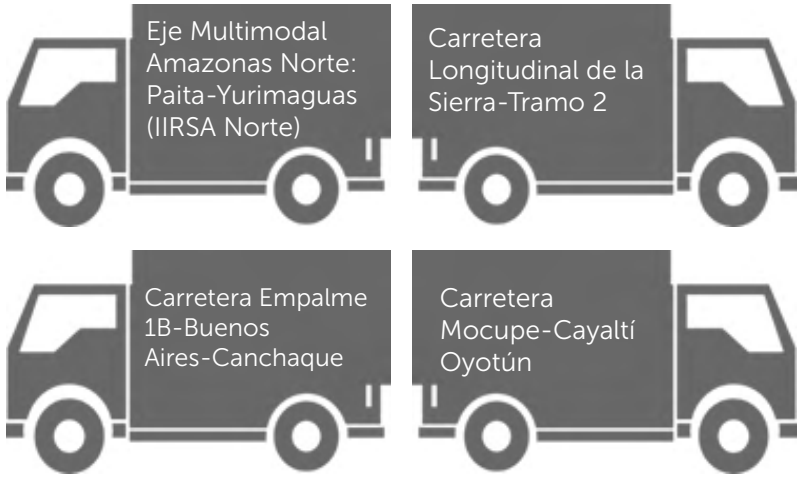 Eje Multimodal
Amazonas Norte:
Paita-Yurimaguas
(IIRSA Norte)
Carretera
Longitudinal de la
Sierra-Tramo 2
Carretera Empalme
1B-Buenos
Aires-Canchaque
Carretera
Mocupe-Cayaltí
Oyotún